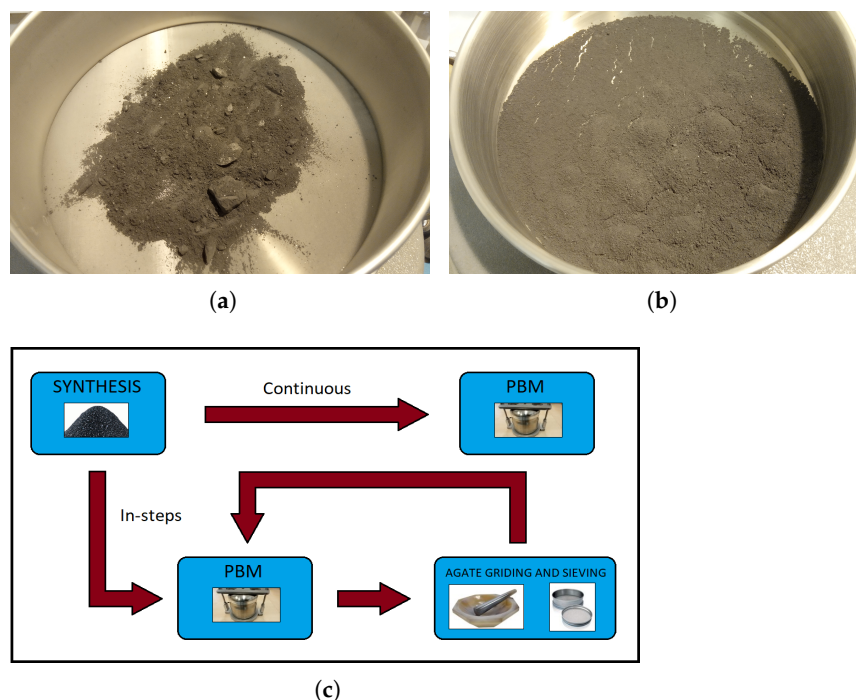 (a)
(b)
SYNTHESIS
Continuous
PBM
In-steps
PBM
AGATE GRIDING AND SIEVING
(c)